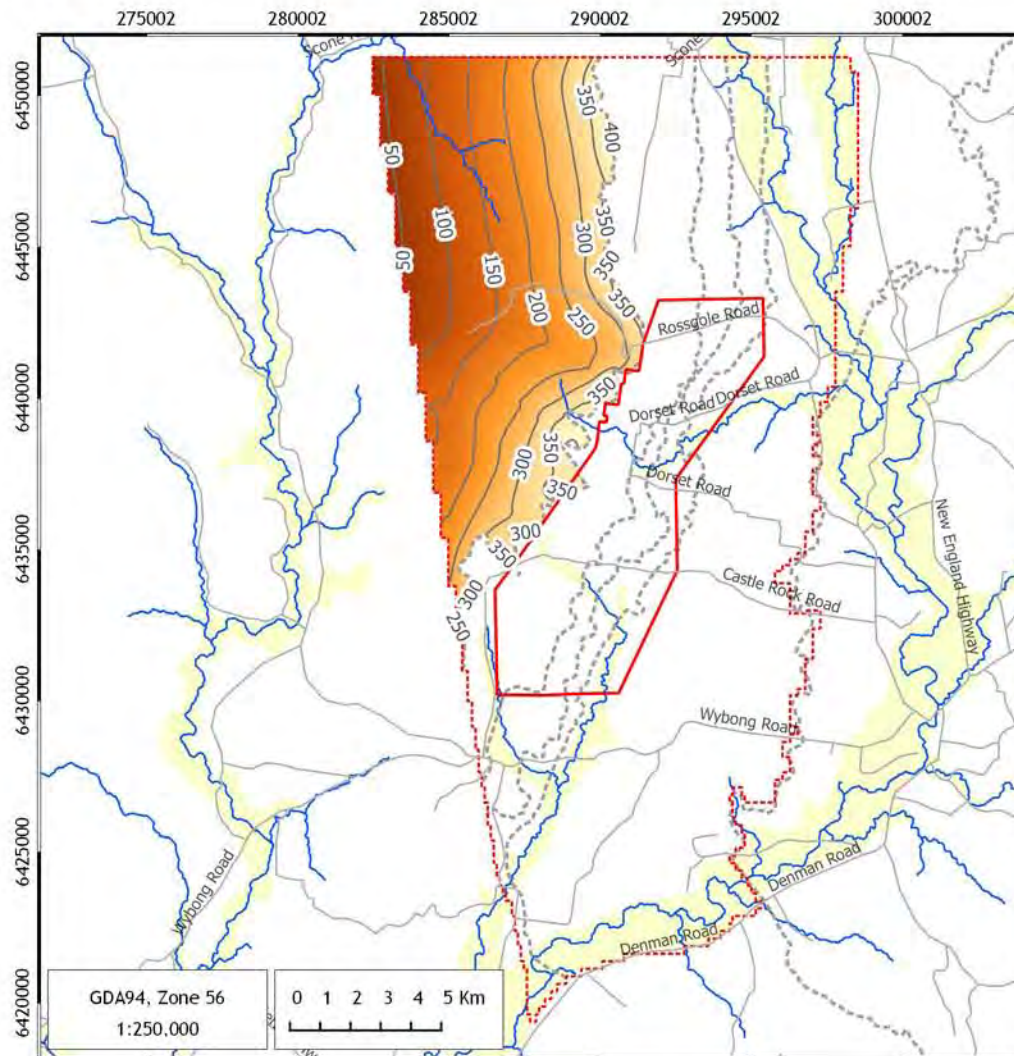 275002 280002 285002 290002 295002 300002
6450000
6445000
6440000
6435000
6430000
6425000
6420000
Scone
Scone
350
400
50
100
350
300
350
50
150
200
250
350
Rossgole Road
350
Dorset Road
Dorset Road
350
300
Dorset Road
350
300
350
New England Highway
300
Castle Rock Road
250
Wybong Road
Wybong Road
Denman Road
Denman Road
GDA94, Zone 56
1:250,000
0 1 2 3 4 5 Km